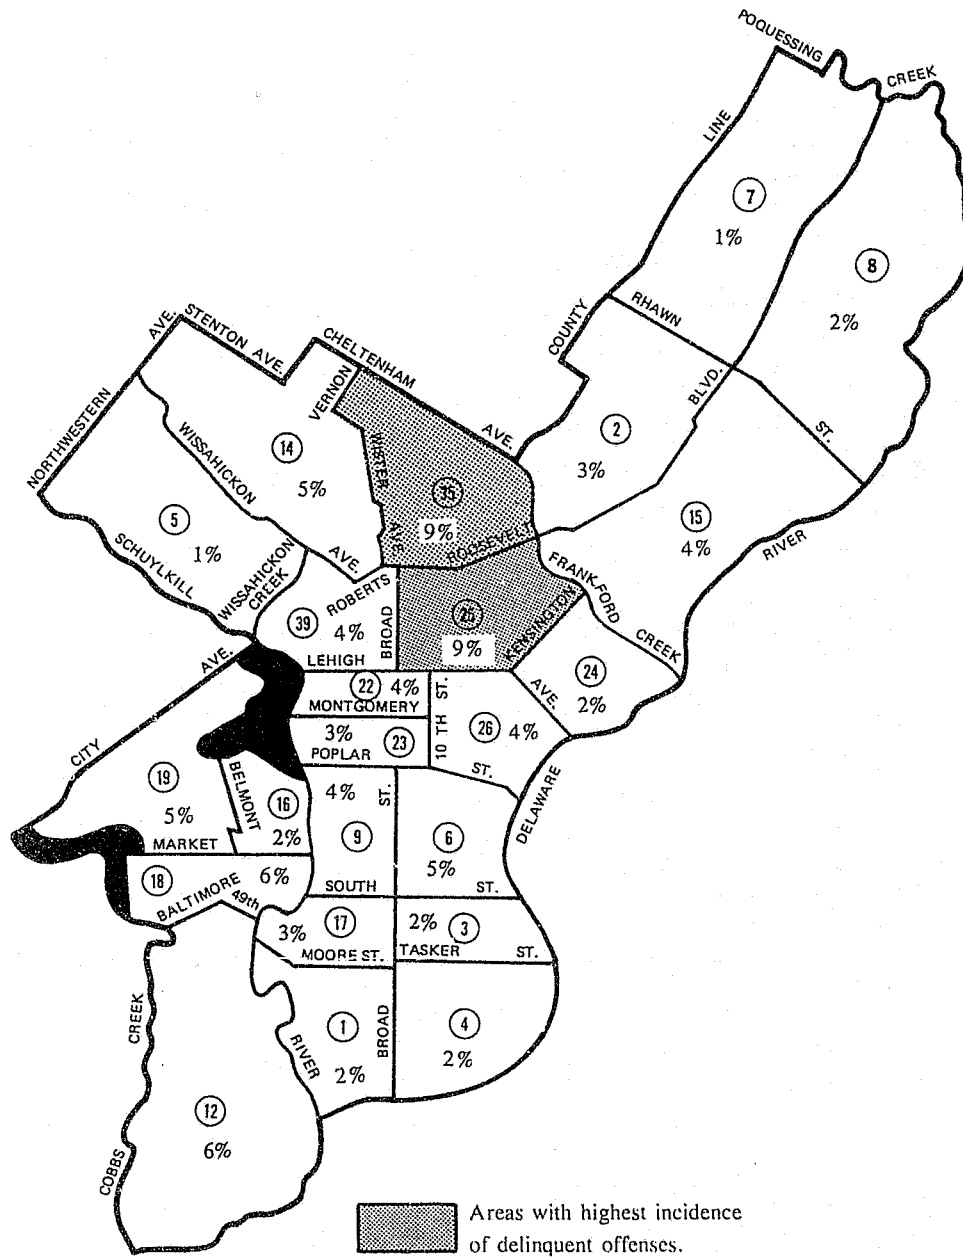 POQUESSING
CREEK
LINE
7
1%
8
2%
COUNTY
RHAWN
ST.
BLVD.
AVE.
STENTON AVE.
CHELTENHAM
AVE.
VERNON
NORTHWESTERN
WISSAHICKON
AVE.
14
5%
WISTER
AVE.
35
9%
ROOSEVELT
2
3%
15
4%
RIVER
5
1%
SCHUYLKILL
WISSAHICKON
CREEK
ROBERTS
39
4%
BROAD
LEHIGH
25
9%
KENSINGTON
AVE.
FRANKFORD
CREEK
24
2%
22
4%
MONTGOMERY
10 TH ST.
3%
23
POPLAR
ST.
26
4%
CITY
AVE.
19
5%
BELMONT
16
2%
MARKET
4%
9
ST.
6
5%
DELAWARE
18
6%
BALTIMORE
49th
SOUTH
ST.
3%
17
MOORE ST.
2%
3
TASKER
ST.
CREEK
RIVER
1
2%
BROAD
4
2%
12
6%
COBBS
Areas with highest incidence
of delinquent offenses.